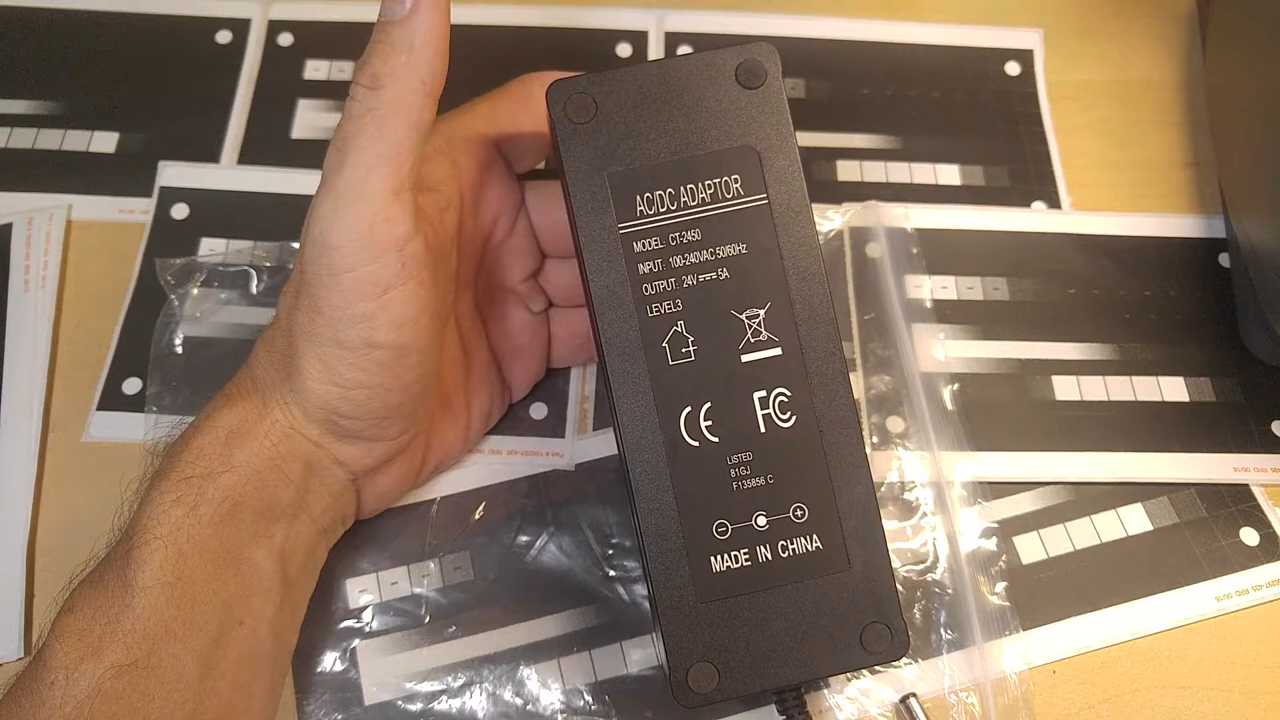 AC/DC ADAPTOR
MODEL: CT-2450
INPUT: 100-240VAC 50/60Hz
OUTPUT: 24V⎓5A
LEVEL3
CE FC
LISTED
81GJ
F135856 C
MADE IN CHINA